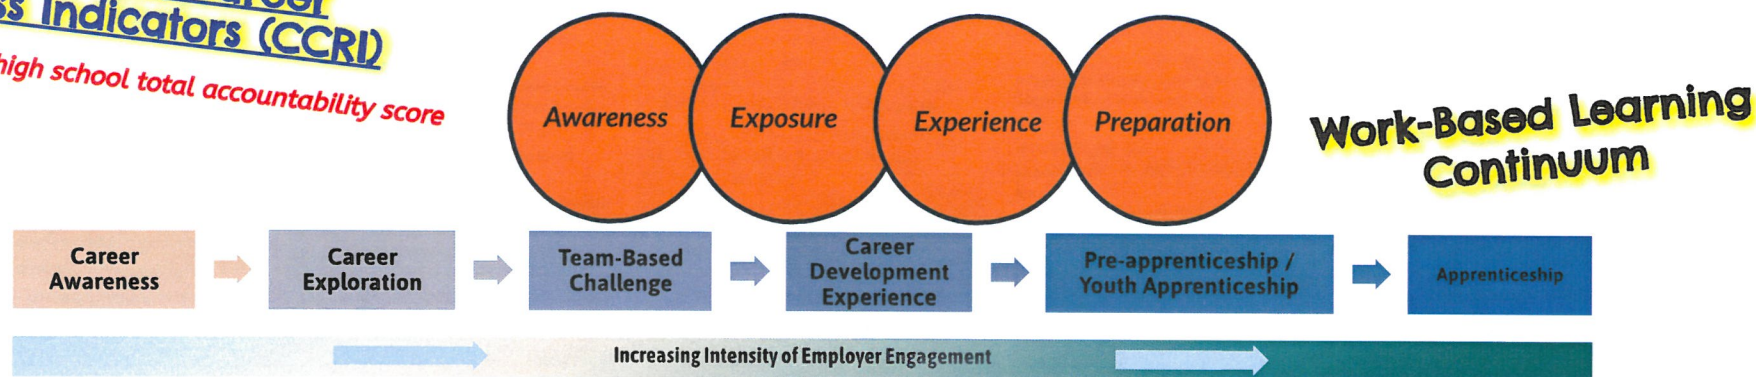 Indicators (CCRI)
high school total accountability score
Awareness
Exposure
Experience
Preparation
Work-Based Learning
Continuum
Career
Awareness
Career
Exploration
Team-Based
Challenge
Career
Development
Experience
Pre-apprenticeship /
Youth Apprenticeship
Apprenticeship
Increasing Intensity of Employer Engagement